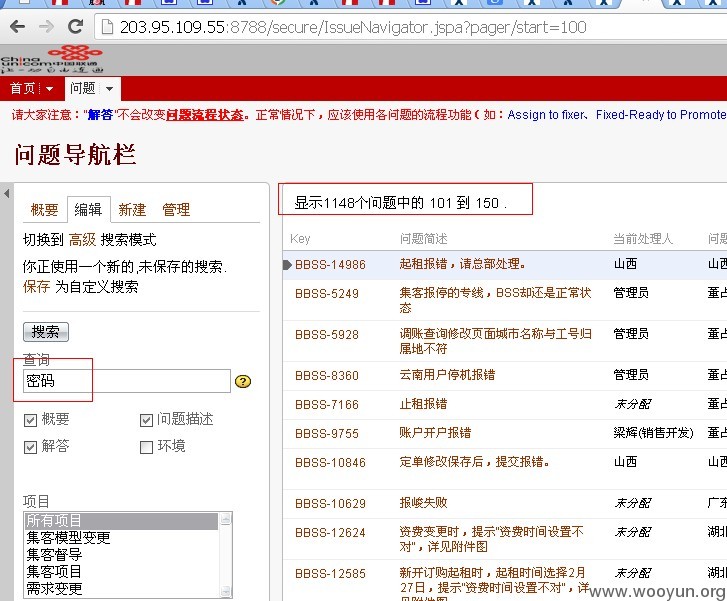 203.95.109.55:8788/secure/IssueNavigator.jspa?pager/start=100
China
unicom中国联通
首页
问题
请大家注意："解答"不会改变问题流程状态。正常情况下，应该使用各问题的流程功能（如：Assign to fixer、Fixed-Ready to Promote
问题导航栏
概要 编辑 新建 管理
切换到 高级 搜索模式
你正使用一个新的,未保存的搜索.
保存 为自定义搜索
搜索
查询
密码
概要 问题描述
解答 环境
项目
所有项目
集客模型变更
集客督导
集客项目
需求变更
显示1148个问题中的 101 到 150 .
Key 问题简述 当前处理人 问题
BBSS-14986 起租报错，请总部处理。 山西 山西
BBSS-5249 集客报停的专线，BSS却还是正常状态 管理员 董占
BBSS-5928 调账查询修改页面城市名称与工号归属地不符 管理员 董占
BBSS-8360 云南用户停机报错 管理员 董占
BBSS-7166 止租报错 未分配 董占
BBSS-9755 账户开户报错 梁辉(销售开发) 董占
BBSS-10846 定单修改保存后，提交报错。 山西 山西
BBSS-10629 报峻失败 未分配 广东
BBSS-12624 资费变更时，提示"资费时间设置不对"，详见附件图 未分配 湖北
BBSS-12585 新开订购起租时，起租时间选择2月27日，提示"资费时间设置不对"，详见附件图 未分配 湖北
www.wooyun.org